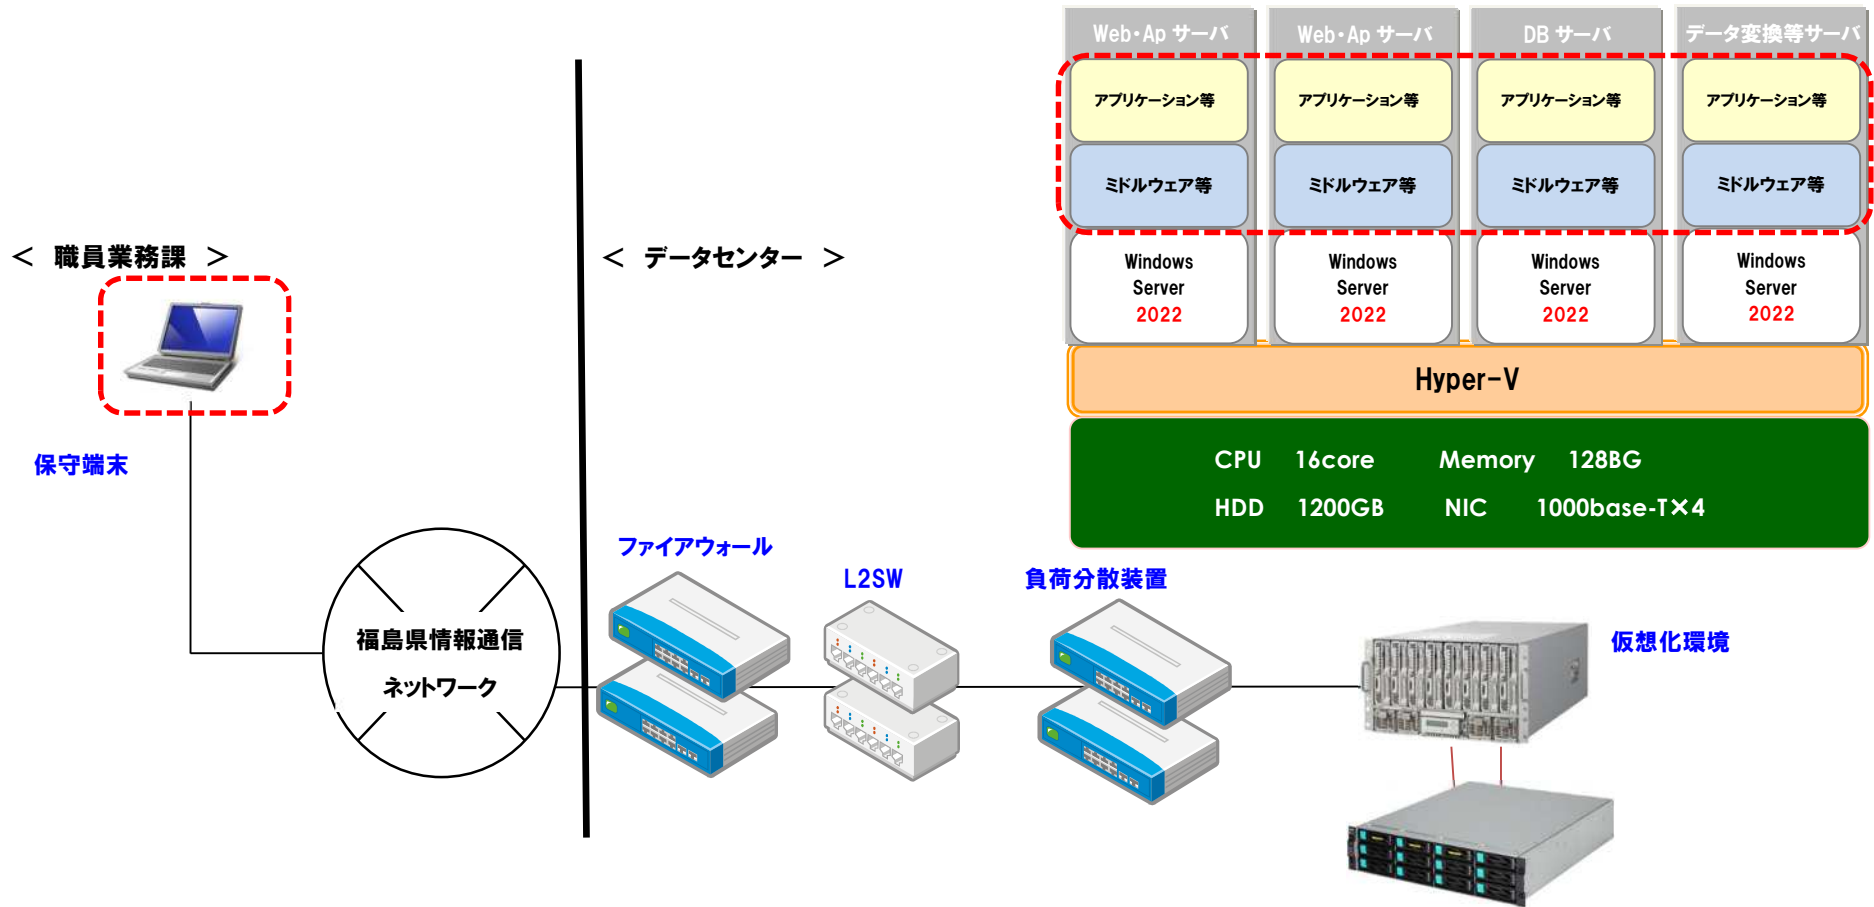 Web・Ap サーバ
Web・Ap サーバ
DB サーバ
データ変換等サーバ
アプリケーション等
アプリケーション等
アプリケーション等
アプリケーション等
ミドルウェア等
ミドルウェア等
ミドルウェア等
ミドルウェア等
Windows
Server
2022
Windows
Server
2022
Windows
Server
2022
Windows
Server
2022
Hyper-V
CPU 16core Memory 128BG
HDD 1200GB NIC 1000base-T×4
＜ 職員業務課 ＞
＜ データセンター ＞
保守端末
福島県情報通信
ネットワーク
ファイアウォール
L2SW
負荷分散装置
仮想化環境